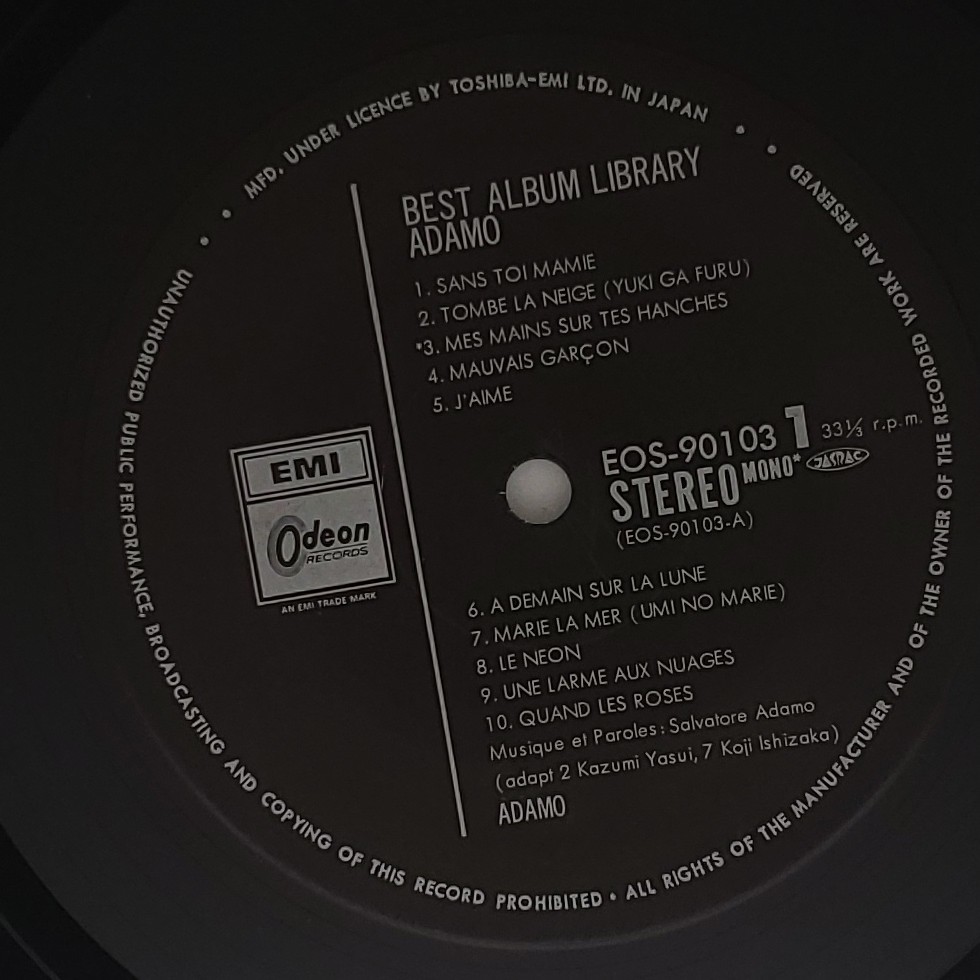 MFD. UNDER LICENCE BY TOSHIBA-EMI LTD. IN JAPAN
BEST ALBUM LIBRARY
ADAMO
1. SANS TOI MAMIE
2. TOMBE LA NEIGE (YUKI GA FURU)
*3. MES MAINS SUR TES HANCHES
4. MAUVAIS GARÇON
5. J'AIME
EOS-90103 1 33⅓ r.p.m.
STEREO MONO* JASRAC
(EOS-90103-A)
EMI
Odeon
RECORDS
AN EMI TRADE MARK
6. A DEMAIN SUR LA LUNE
7. MARIE LA MER (UMI NO MARIE)
8. LE NEON
9. UNE LARME AUX NUAGES
10. QUAND LES ROSES
Musique et Paroles: Salvatore Adamo
(adapt 2 Kazumi Yasui, 7 Koji Ishizaka)
ADAMO
UNAUTHORIZED PUBLIC PERFORMANCE, BROADCASTING AND COPYING OF THIS RECORD PROHIBITED • ALL RIGHTS OF THE MANUFACTURER AND OF THE OWNER OF THE RECORDED WORK ARE RESERVED